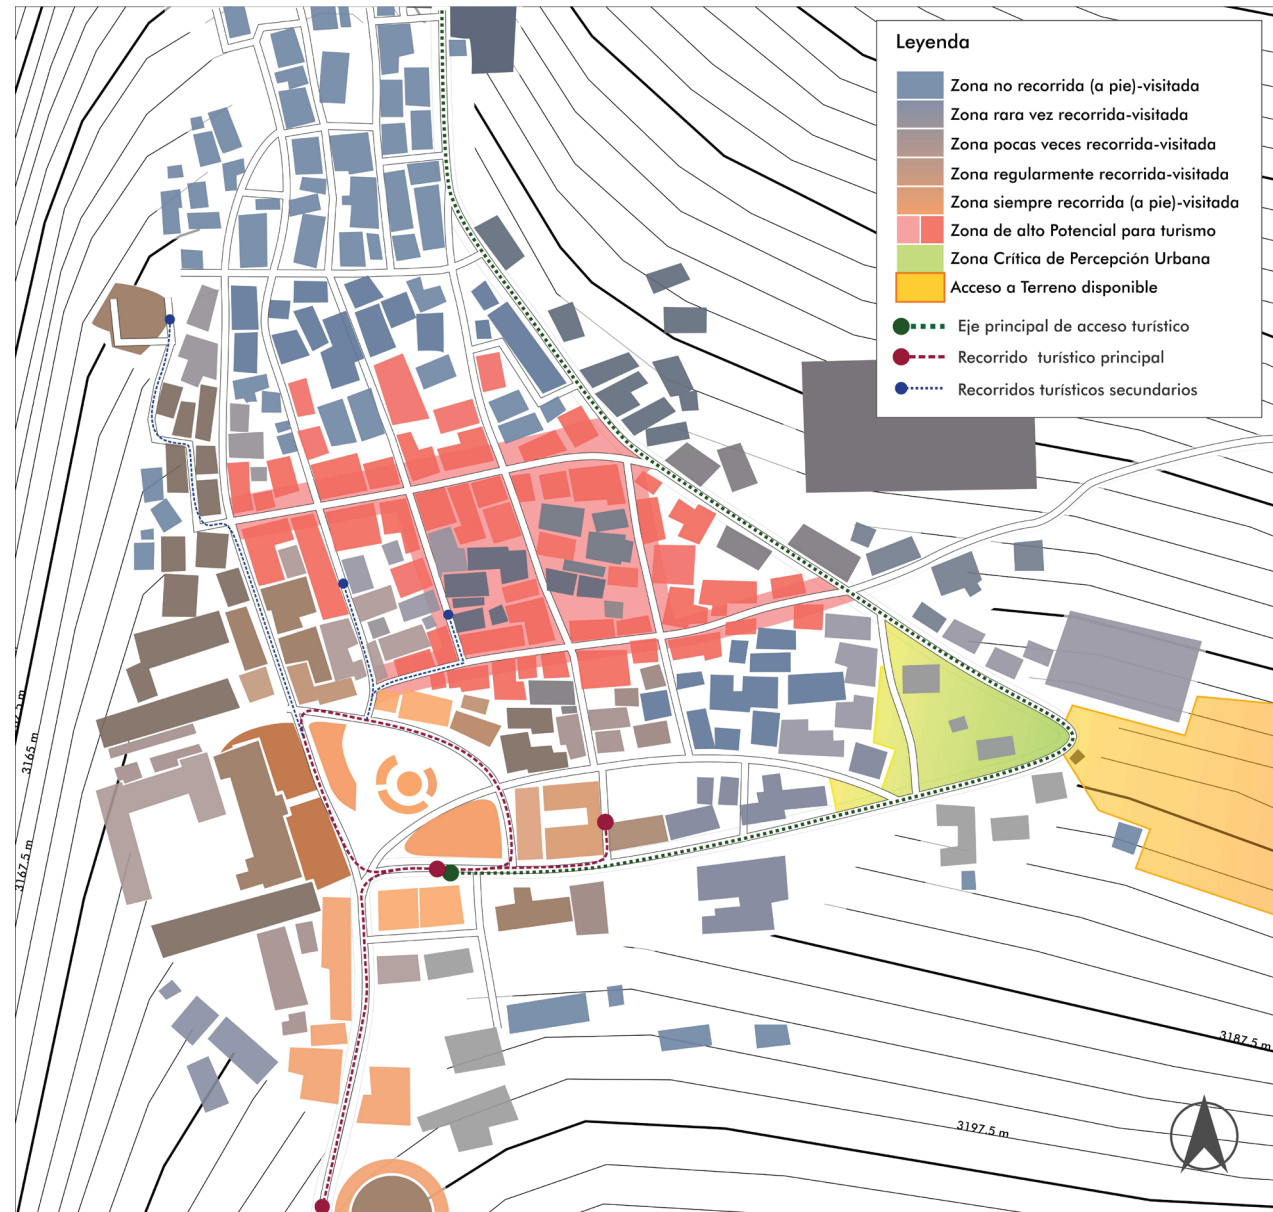 Leyenda
Zona no recorrida (a pie)-visitada
Zona rara vez recorrida-visitada
Zona pocas veces recorrida-visitada
Zona regularmente recorrida-visitada
Zona siempre recorrida (a pie)-visitada
Zona de alto Potencial para turismo
Zona Crítica de Percepción Urbana
Acceso a Terreno disponible
Eje principal de acceso turístico
Recorrido turístico principal
Recorridos turísticos secundarios
3165 m
3167.5 m
3187.5 m
3197.5 m